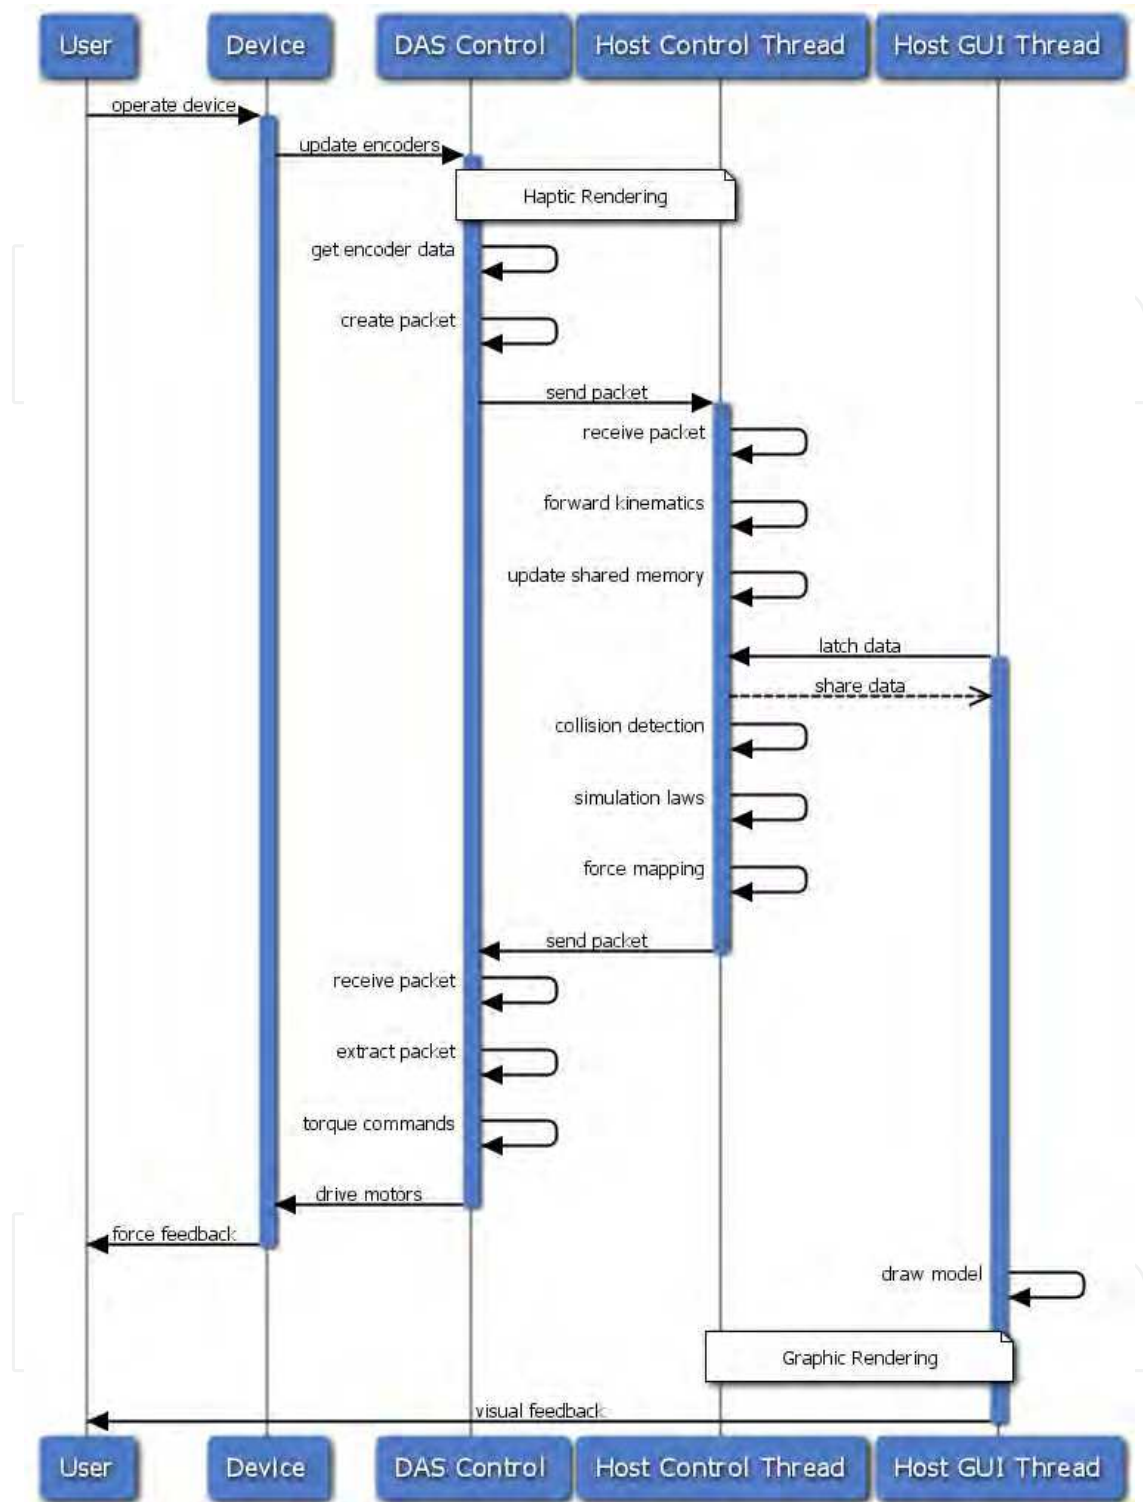 User
Device
DAS Control
Host Control Thread
Host GUI Thread
operate device
update encoders
Haptic Rendering
get encoder data
create packet
send packet
receive packet
forward kinematics
update shared memory
latch data
share data
collision detection
simulation laws
force mapping
send packet
receive packet
extract packet
torque commands
drive motors
force feedback
draw model
Graphic Rendering
visual feedback
User
Device
DAS Control
Host Control Thread
Host GUI Thread